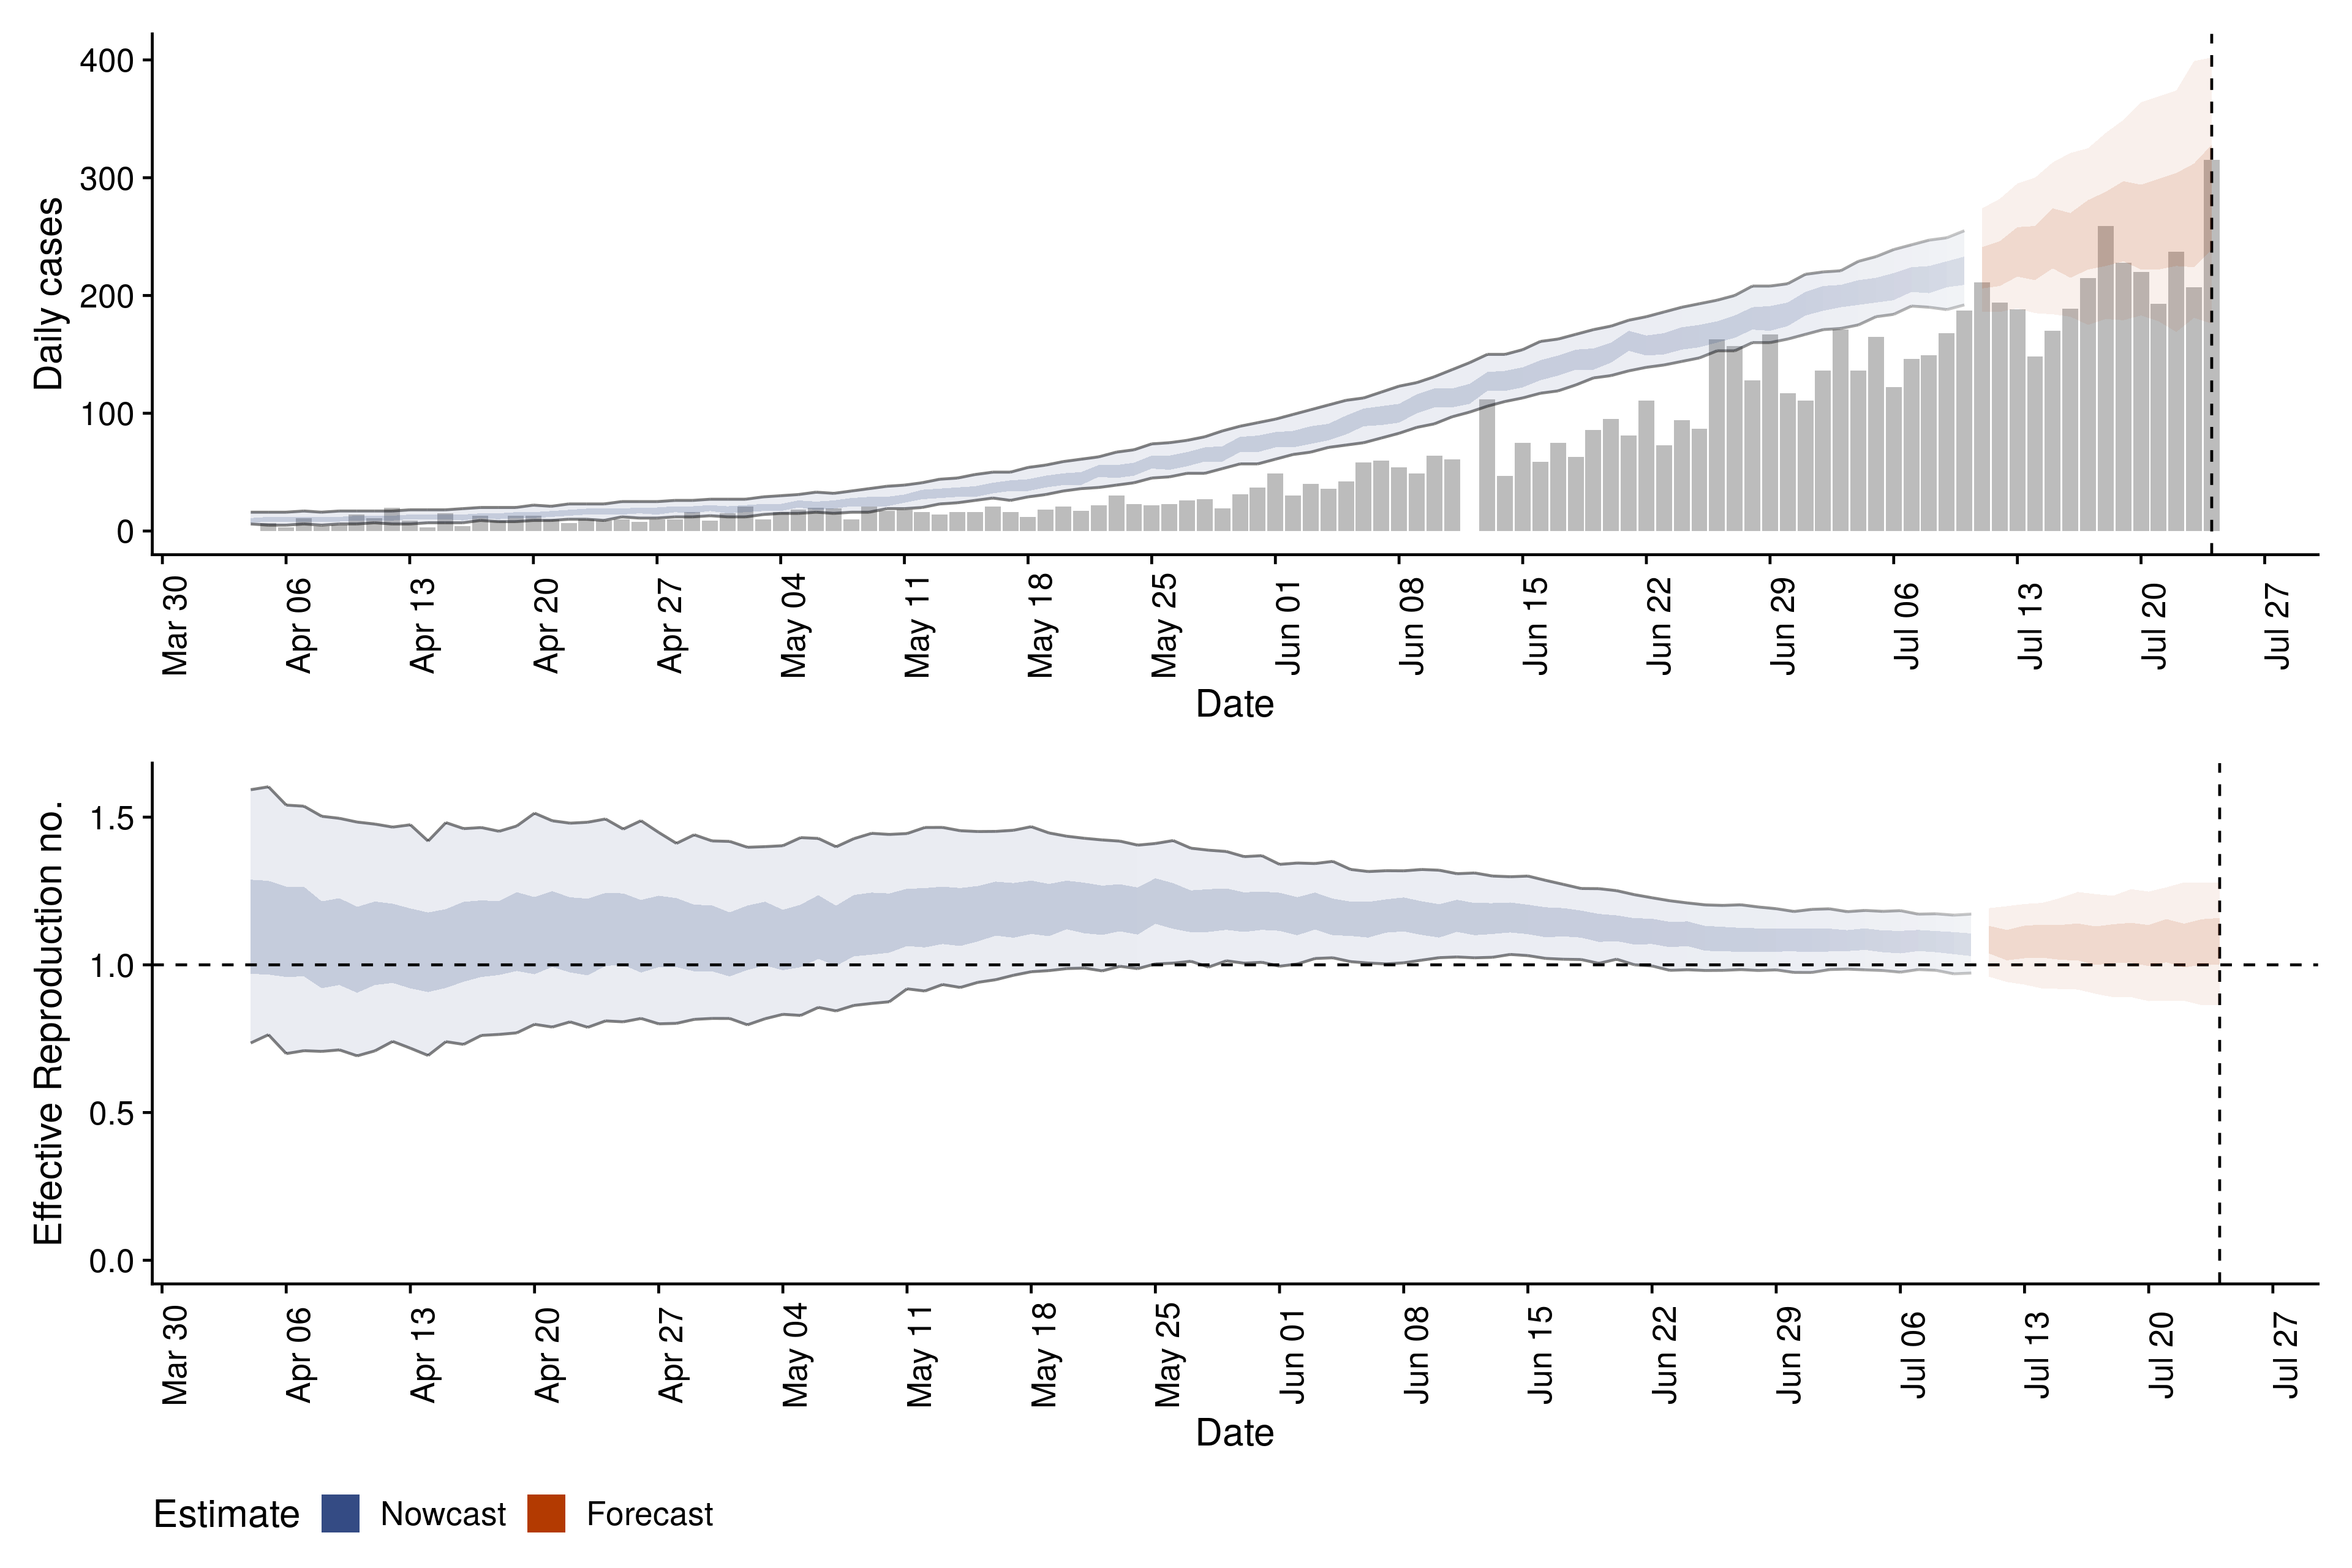 400
300
200
100
0
Daily cases
Mar 30 Apr 06 Apr 13 Apr 20 Apr 27 May 04 May 11 May 18 May 25 Jun 01 Jun 08 Jun 15 Jun 22 Jun 29 Jul 06 Jul 13 Jul 20 Jul 27
Date
1.5
1.0
0.5
0.0
Effective Reproduction no.
Mar 30 Apr 06 Apr 13 Apr 20 Apr 27 May 04 May 11 May 18 May 25 Jun 01 Jun 08 Jun 15 Jun 22 Jun 29 Jul 06 Jul 13 Jul 20 Jul 27
Date
Estimate Nowcast Forecast